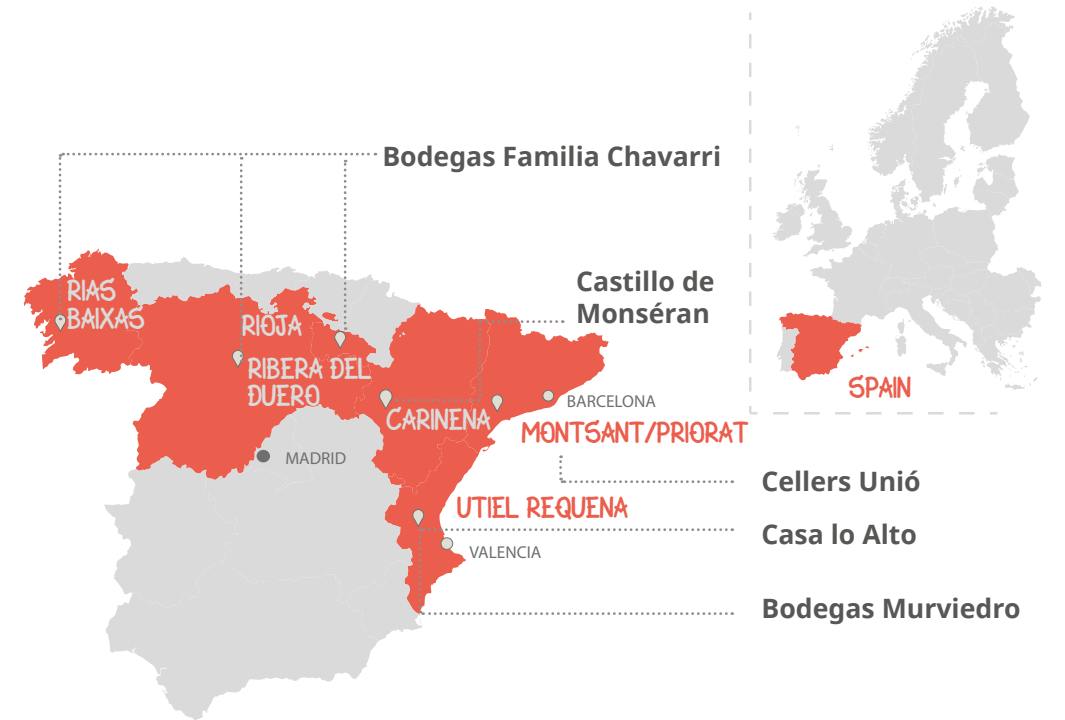 Bodegas Familia Chavarri
Castillo de
Monséran
RIAS
BAIXAS
RIOJA
RIBERA DEL
DUERO
CARINENA
BARCELONA
MONTSANT/PRIORAT
MADRID
UTIEL REQUENA
VALENCIA
Cellers Unió
Casa lo Alto
Bodegas Murviedro
SPAIN